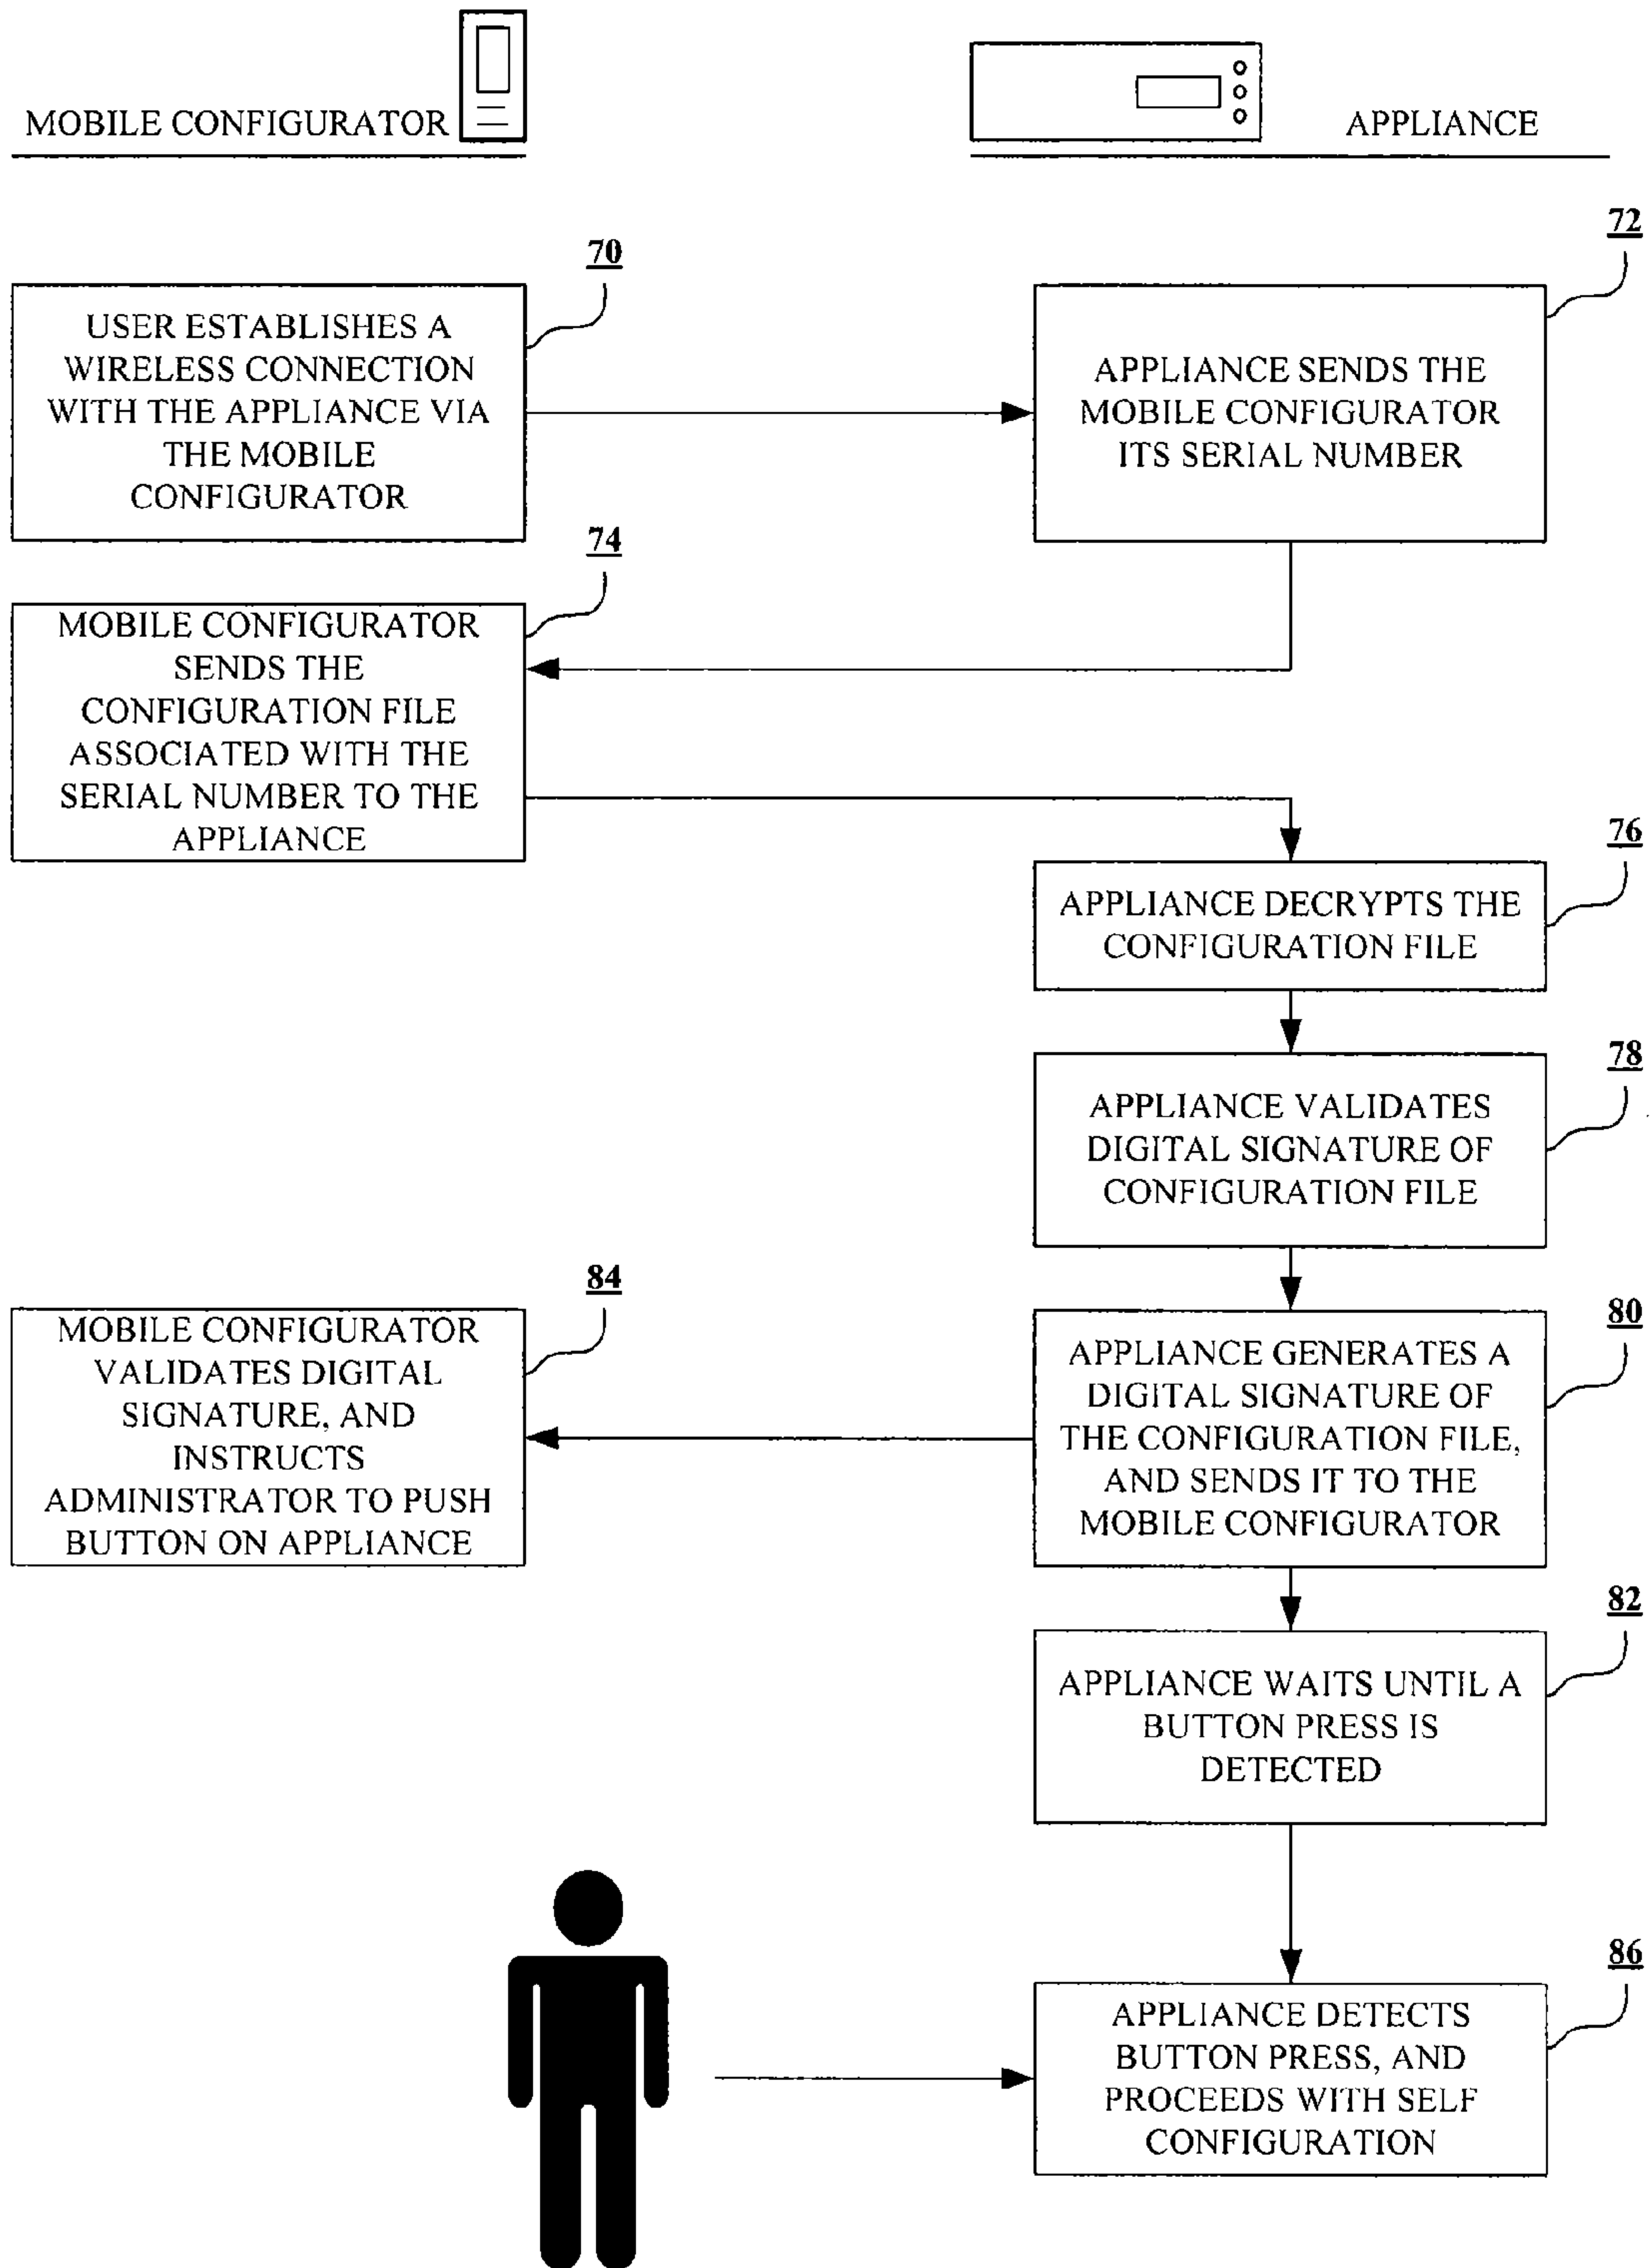 MOBILE CONFIGURATOR
APPLIANCE
70
USER ESTABLISHES A
WIRELESS CONNECTION
WITH THE APPLIANCE VIA
THE MOBILE
CONFIGURATOR
72
APPLIANCE SENDS THE
MOBILE CONFIGURATOR
ITS SERIAL NUMBER
74
MOBILE CONFIGURATOR
SENDS THE
CONFIGURATION FILE
ASSOCIATED WITH THE
SERIAL NUMBER TO THE
APPLIANCE
76
APPLIANCE DECRYPTS THE
CONFIGURATION FILE
78
APPLIANCE VALIDATES
DIGITAL SIGNATURE OF
CONFIGURATION FILE
80
APPLIANCE GENERATES A
DIGITAL SIGNATURE OF
THE CONFIGURATION FILE,
AND SENDS IT TO THE
MOBILE CONFIGURATOR
84
MOBILE CONFIGURATOR
VALIDATES DIGITAL
SIGNATURE, AND
INSTRUCTS
ADMINISTRATOR TO PUSH
BUTTON ON APPLIANCE
82
APPLIANCE WAITS UNTIL A
BUTTON PRESS IS
DETECTED
86
APPLIANCE DETECTS
BUTTON PRESS, AND
PROCEEDS WITH SELF
CONFIGURATION